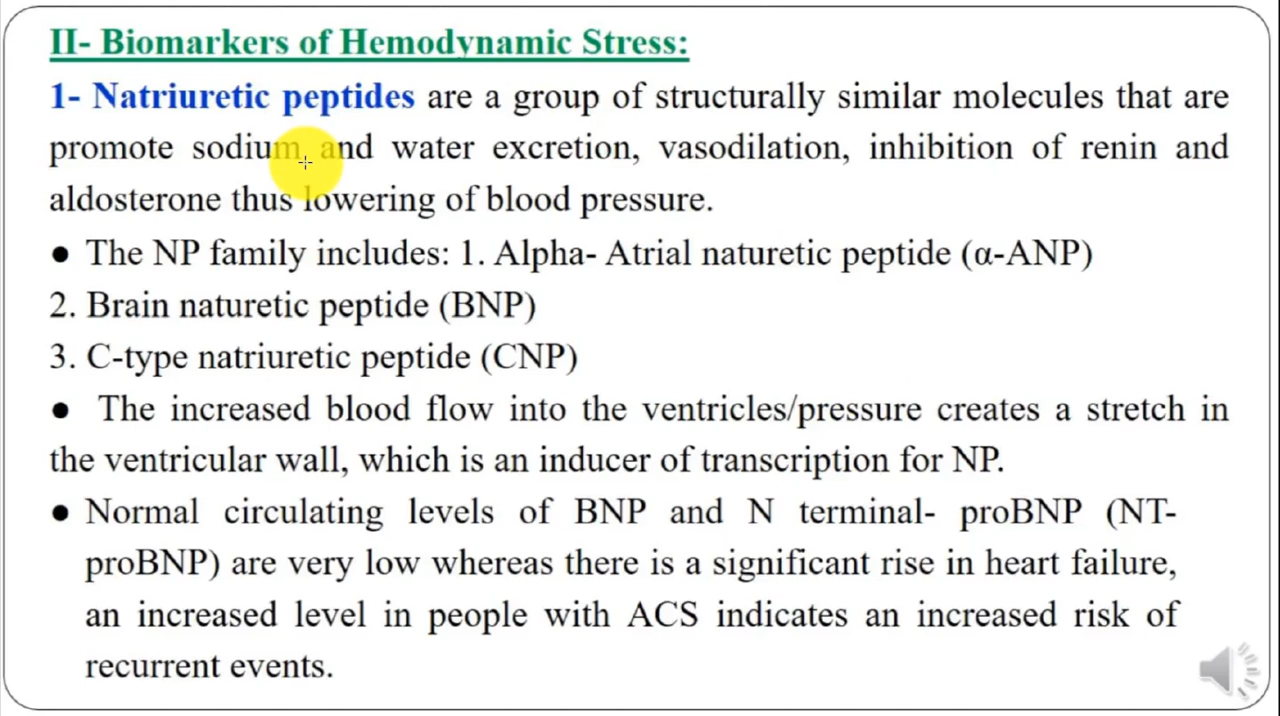 II- Biomarkers of Hemodynamic Stress:
1- Natriuretic peptides are a group of structurally similar molecules that are
promote sodium and water excretion, vasodilation, inhibition of renin and
aldosterone thus lowering of blood pressure.
● The NP family includes: 1. Alpha- Atrial naturetic peptide (α-ANP)
2. Brain naturetic peptide (BNP)
3. C-type natriuretic peptide (CNP)
● The increased blood flow into the ventricles/pressure creates a stretch in
the ventricular wall, which is an inducer of transcription for NP.
● Normal circulating levels of BNP and N terminal- proBNP (NT-
proBNP) are very low whereas there is a significant rise in heart failure,
an increased level in people with ACS indicates an increased risk of
recurrent events.